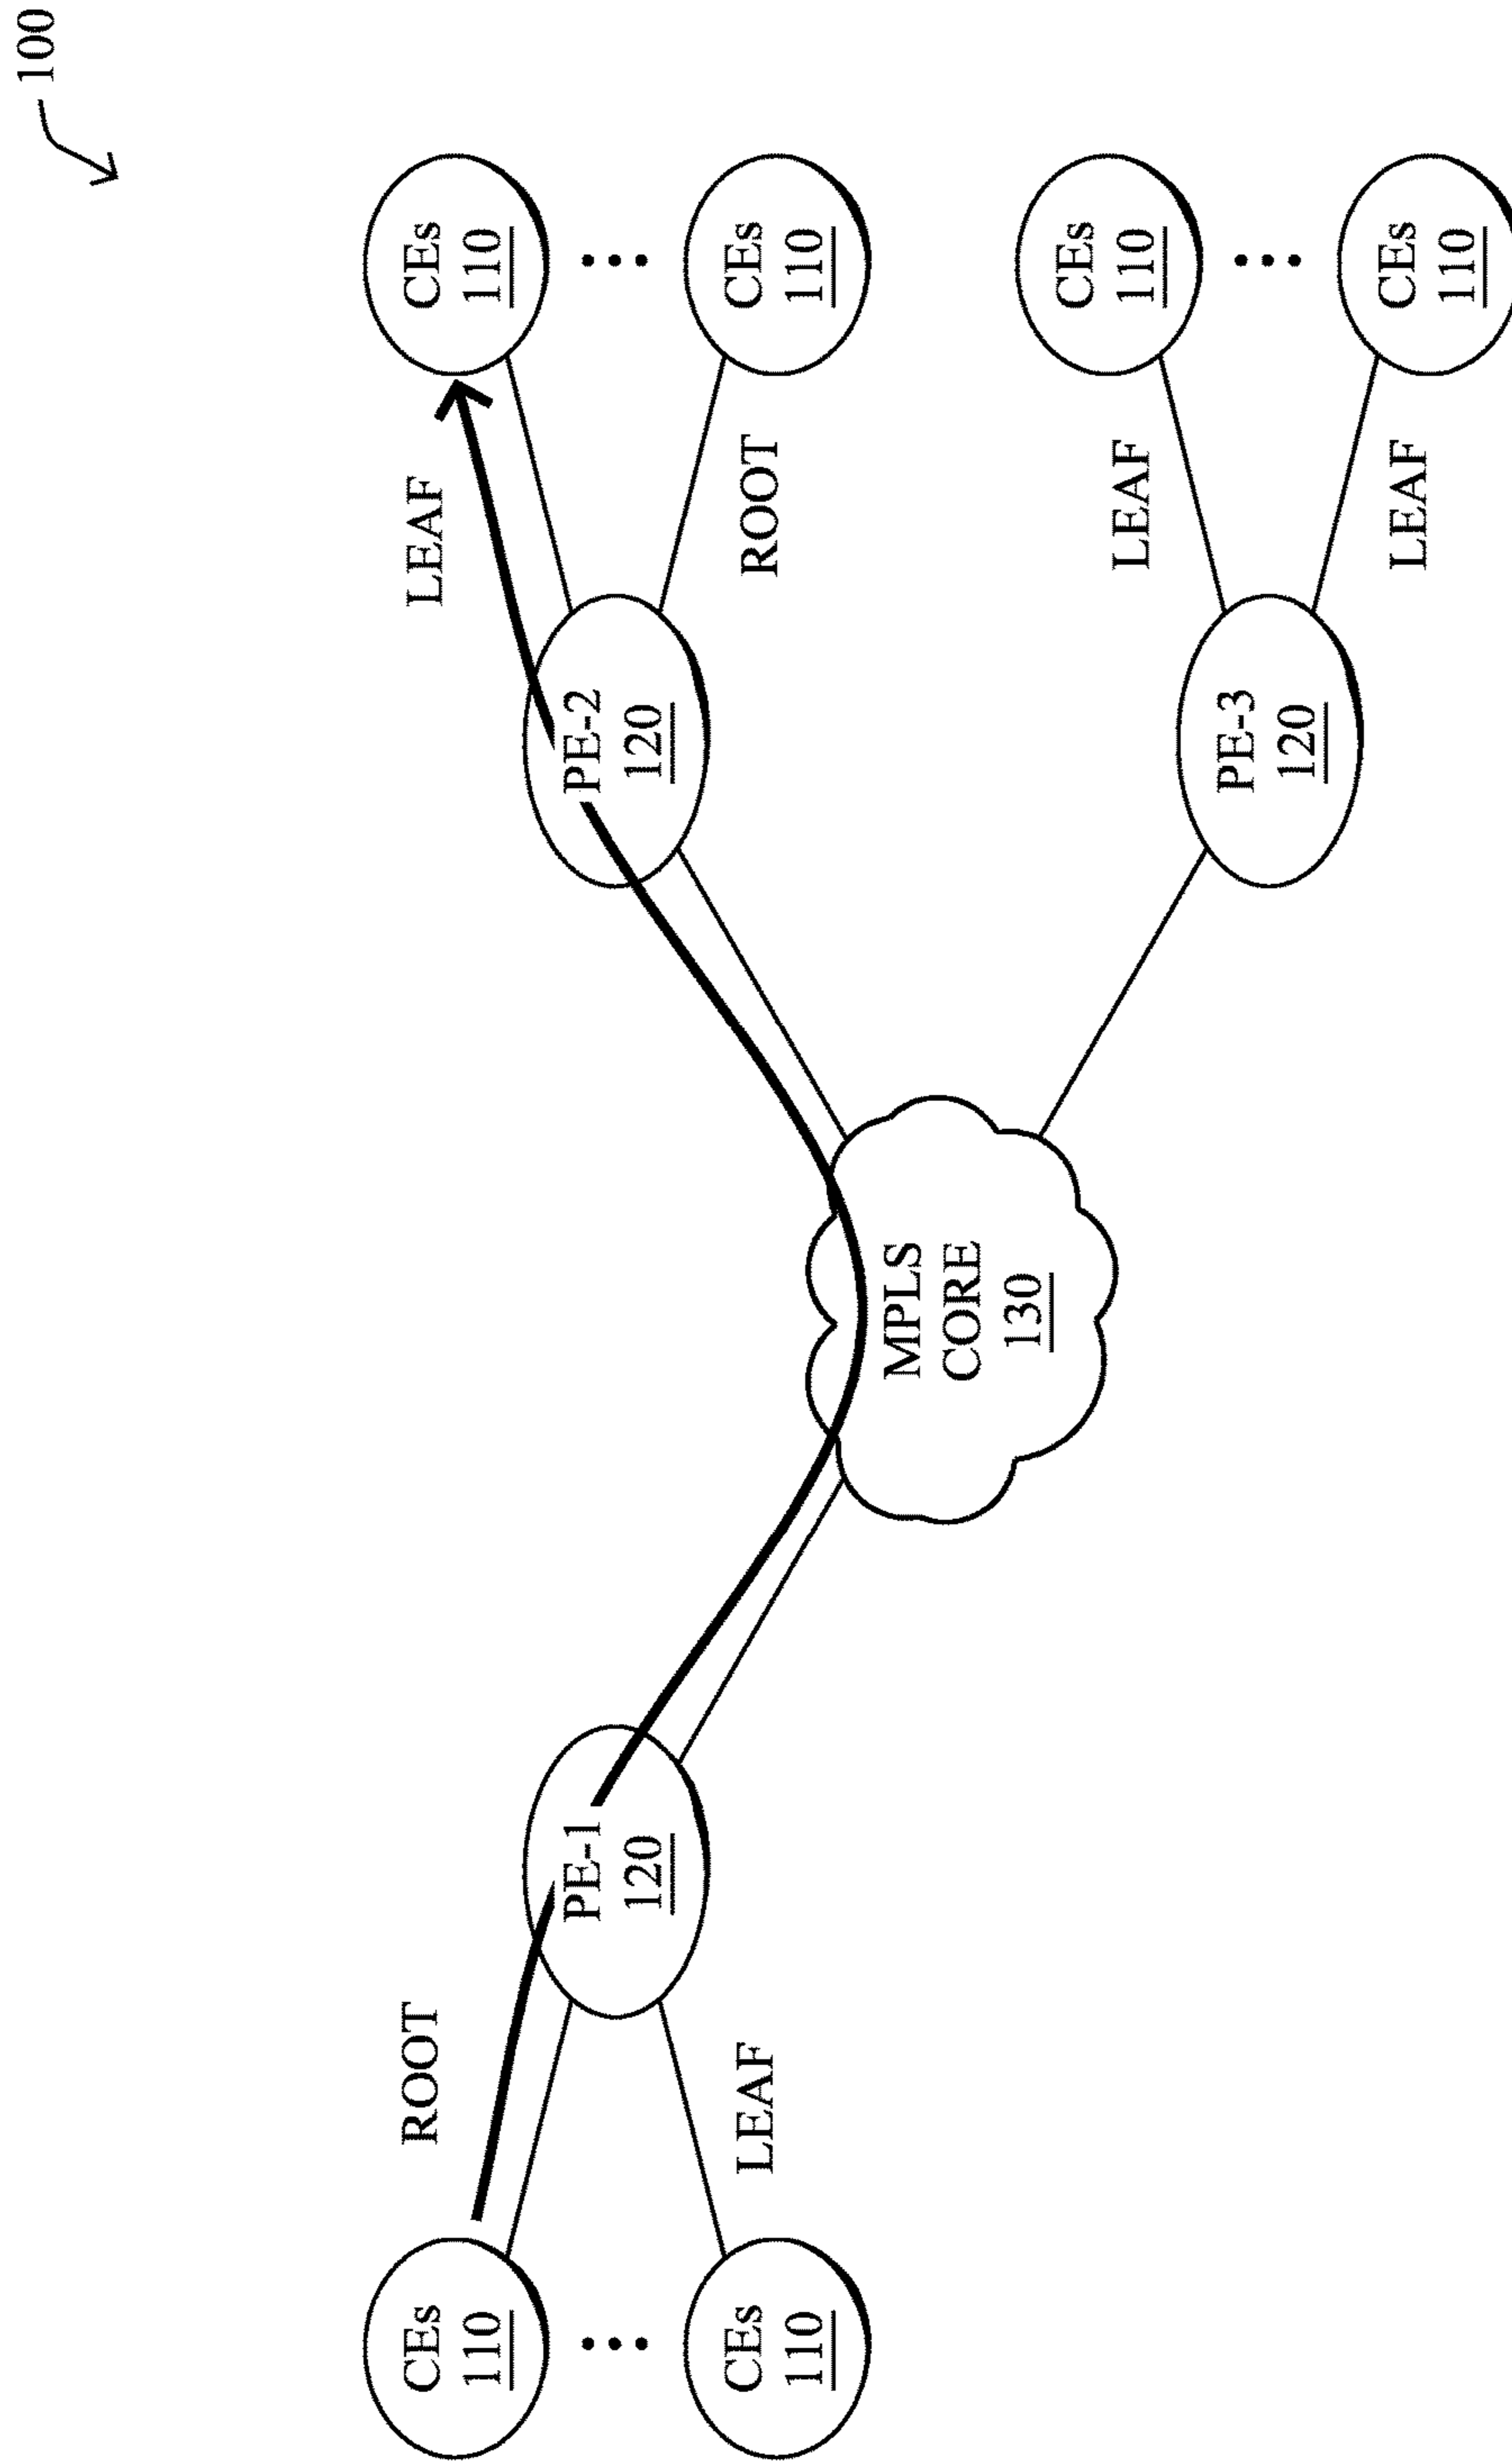 100
CEs
110
ROOT
LEAF
CEs
110
PE-1
120
PE-2
120
CEs
110
LEAF
ROOT
CEs
110
MPLS
CORE
130
PE-3
120
LEAF
CEs
110
LEAF
CEs
110